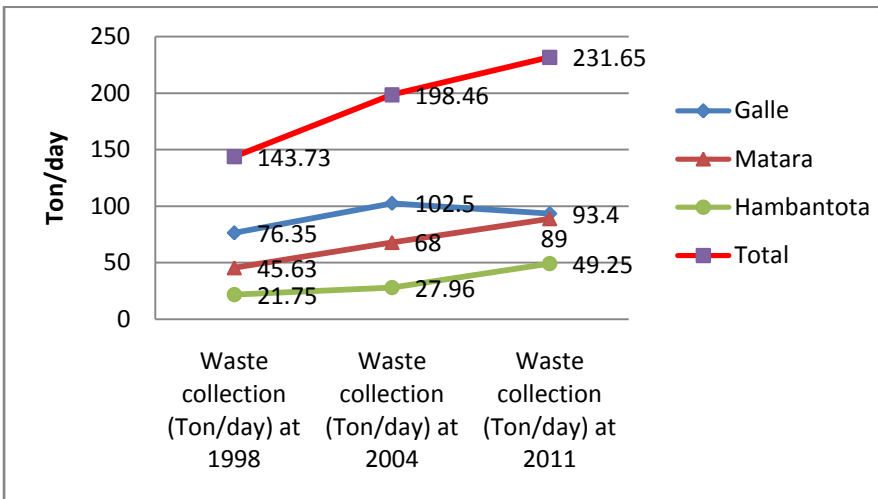 250
200
150
100
50
0
Ton/day
143.73
198.46
231.65
76.35
102.5
93.4
45.63
68
89
21.75
27.96
49.25
Waste
collection
(Ton/day) at
1998
Waste
collection
(Ton/day) at
2004
Waste
collection
(Ton/day) at
2011
Galle
Matara
Hambantota
Total